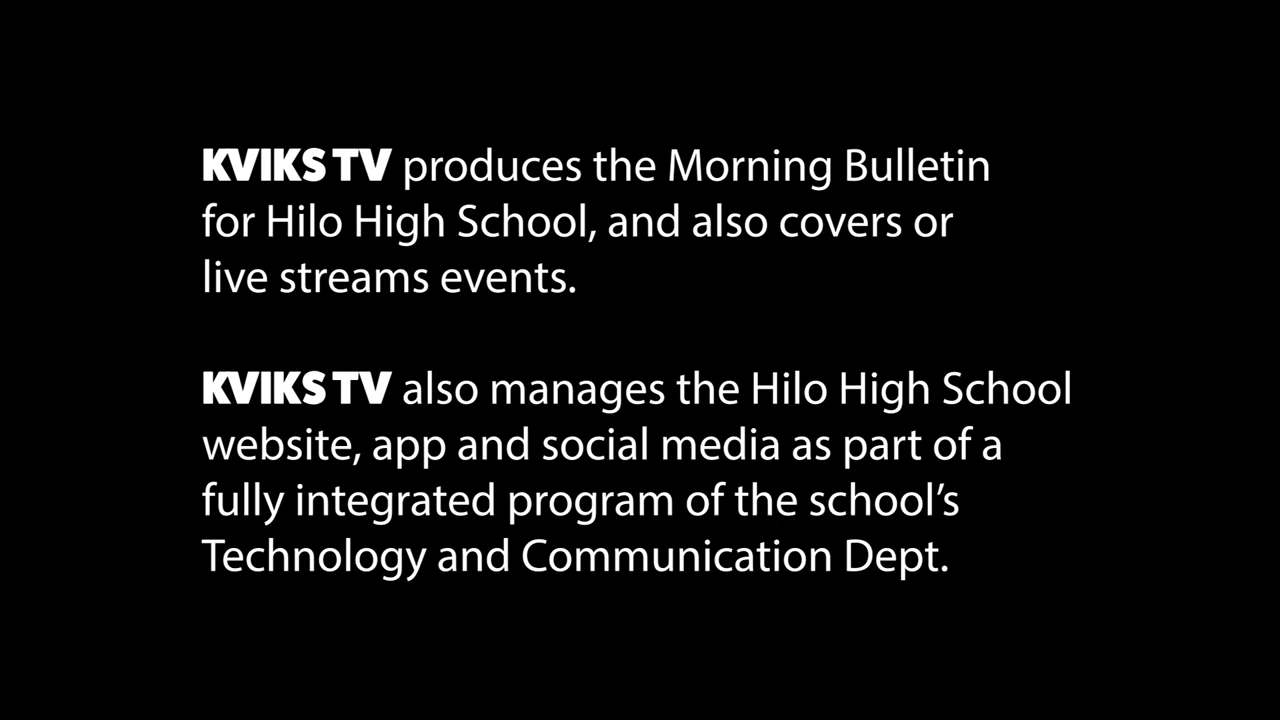 KVIKS TV produces the Morning Bulletin
for Hilo High School, and also covers or
live streams events.
KVIKS TV also manages the Hilo High School
website, app and social media as part of a
fully integrated program of the school’s
Technology and Communication Dept.